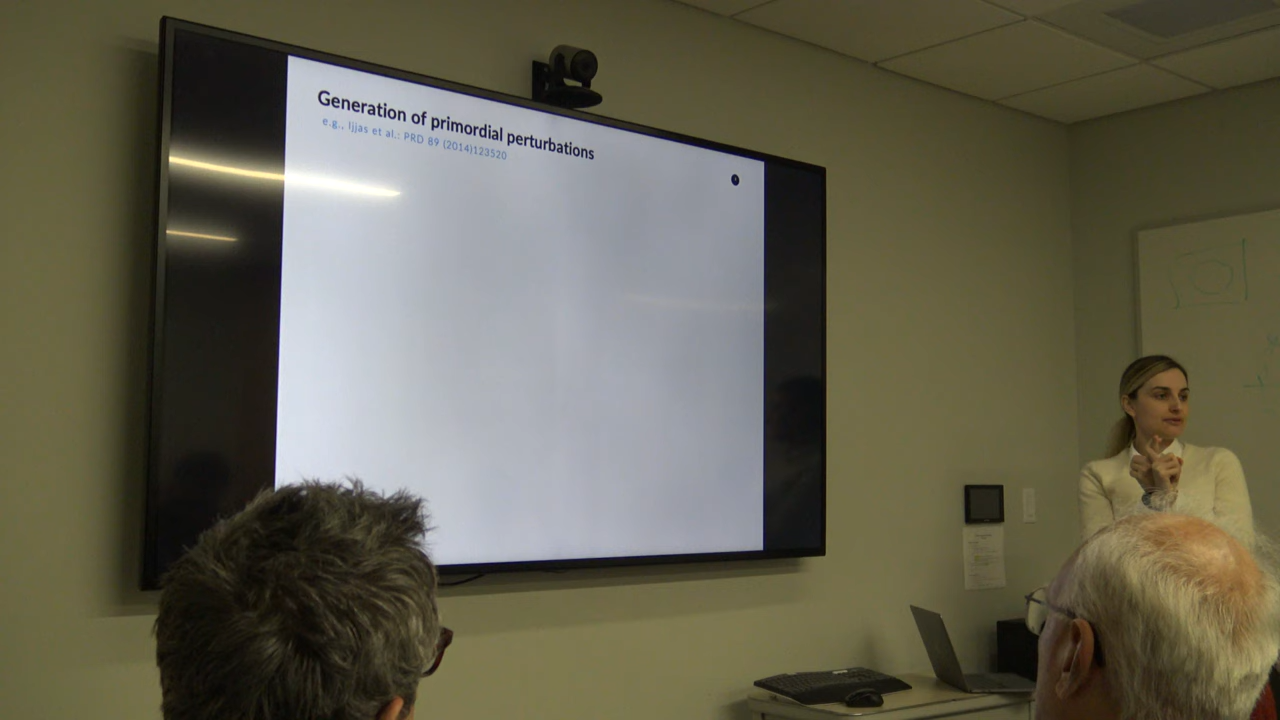 Generation of primordial perturbations
e.g., Ijjas et al.: PRD 89 (2014)123520